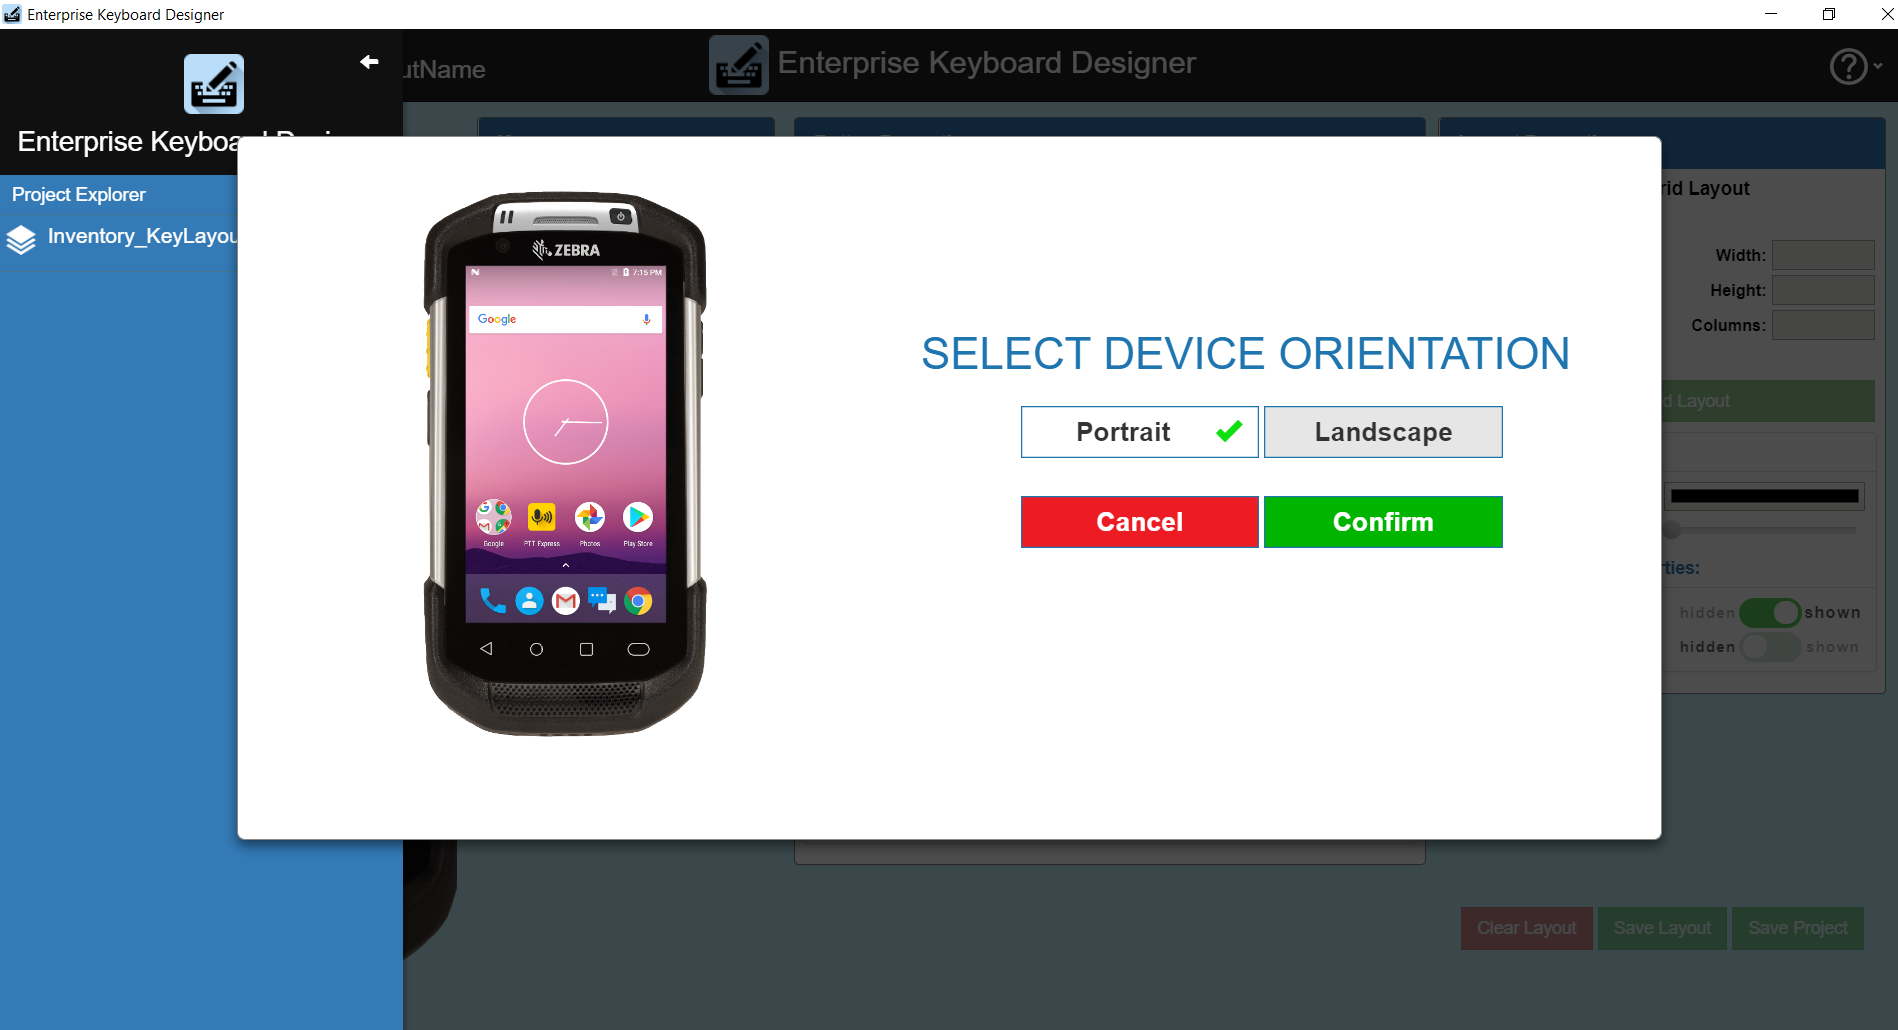 Enterprise Keyboard Designer
utName
Enterprise Keyboard Designer
Enterprise Keyboa
Project Explorer
Inventory_KeyLayou
ZEBRA
7:15 PM
Google
Google
PTT Express
Photos
Play Store
SELECT DEVICE ORIENTATION
Portrait
Landscape
Cancel
Confirm
rid Layout
Width:
Height:
Columns:
d Layout
ties:
hidden shown
hidden shown
Clear Layout
Save Layout
Save Project